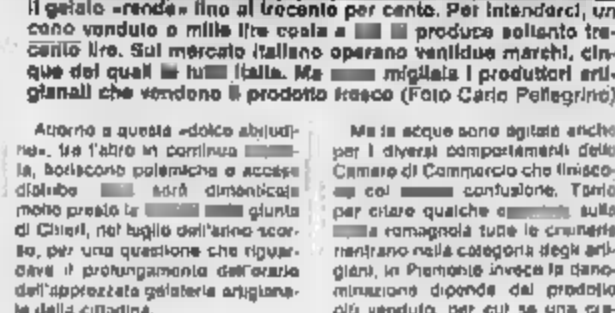 Il gelato «rende» fino al trecento per cento. Per intenderci, un
cono venduto a mille lire costa a produce soltanto tre-
cento lire. Sul mercato italiano operano ventidue marchi, cin-
que dei quali in Italia. Ma migliaia i produttori arti-
gianali che vendono il prodotto fresco (Foto Carlo Pellegrino)
Attorno a questa «dolce abitudi-
ne», tra l'altro in continua
ta, fioriscono polemiche e accese
dispute sarà dimenticata
molto presto la giunta
di Chieri, nel luglio dell'anno scor-
so, per una questione che riguar-
dava il prolungamento dell'orario
dell'apprezzata gelateria artigiana-
le della cittadina.
Ma le acque sono agitate anche
per i diversi comportamenti delle
Camere di Commercio che finisco-
col confusione. Tanto
per citare qualche sulla
romagnola tutte le cremerie
rientrano nella categoria degli arti-
giani, in Piemonte invece la deno-
minazione dipende dal prodotto
più venduto, per cui se una